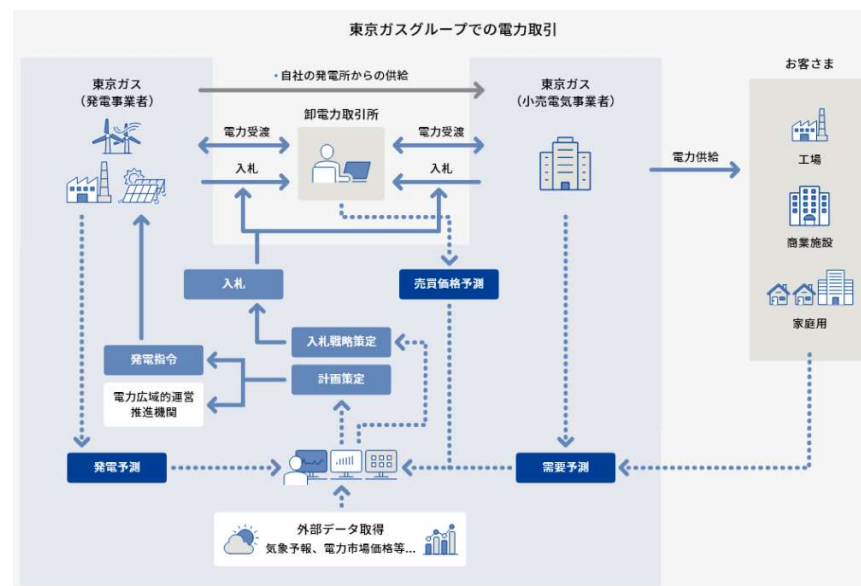 東京ガスグループでの電力取引
東京ガス
（発電事業者）
・自社の発電所からの供給
東京ガス
（小売電気事業者）
お客さま
卸電力取引所
電力受渡
電力受渡
入札
入札
電力供給
工場
商業施設
家庭用
入札
売買価格予測
入札戦略策定
発電指令
計画策定
電力広域的運営
推進機関
発電予測
需要予測
外部データ取得
気象予報、電力市場価格等...